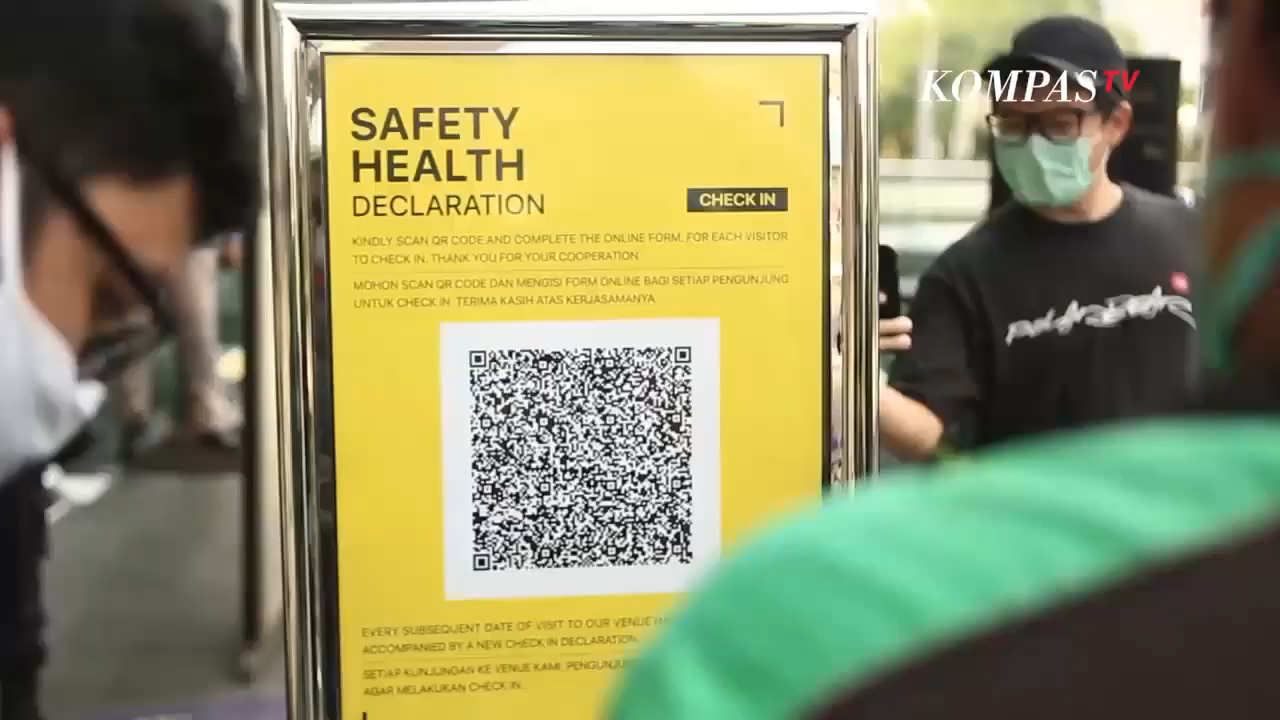 KOMPASTV
SAFETY
HEALTH
DECLARATION
CHECK IN
KINDLY SCAN QR CODE AND COMPLETE THE ONLINE FORM, FOR EACH VISITOR
TO CHECK IN. THANK YOU FOR YOUR COOPERATION
MOHON SCAN QR CODE DAN MENGISI FORM ONLINE BAGI SETIAP PENGUNJUNG
UNTUK CHECK IN. TERIMA KASIH ATAS KERJASAMANYA
EVERY SUBSEQUENT DATE OF VISIT TO OUR VENUE
ACCOMPANIED BY A NEW CHECK IN DECLARATION
SETIAP KUNJUNGAN KE VENUE KAMI, PENGUNJU
AGAR MELAKUKAN CHECK IN...